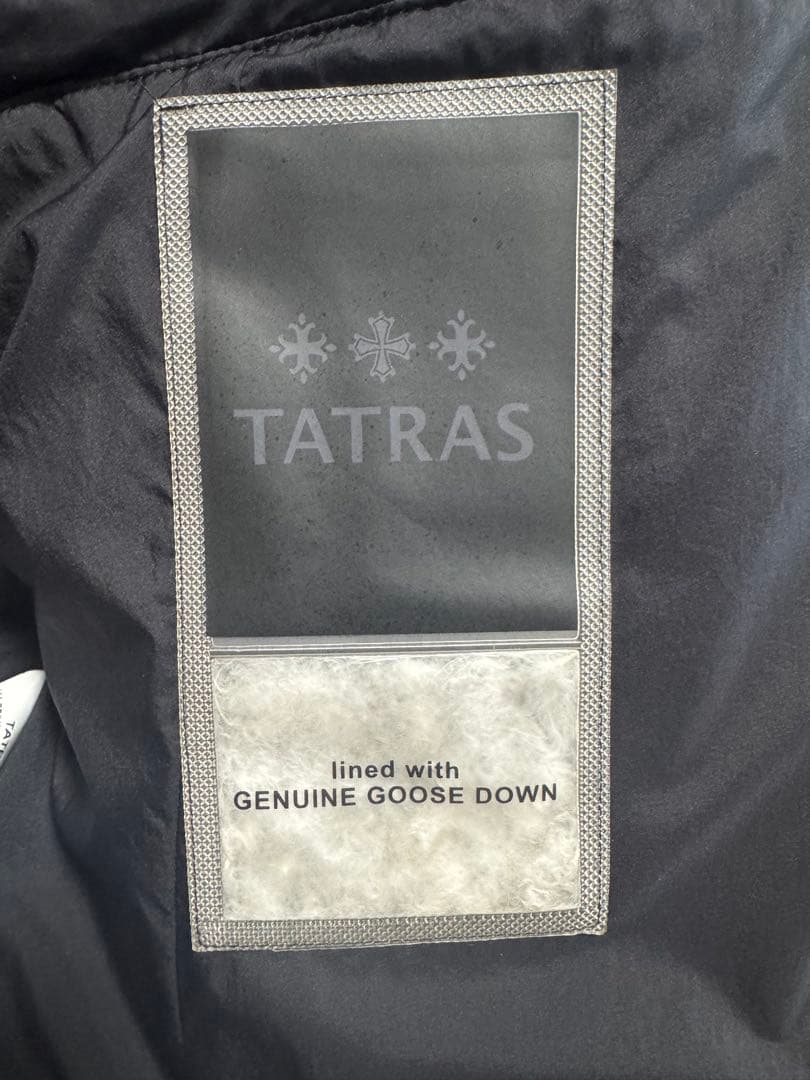 TATRAS
lined with
GENUINE GOOSE DOWN